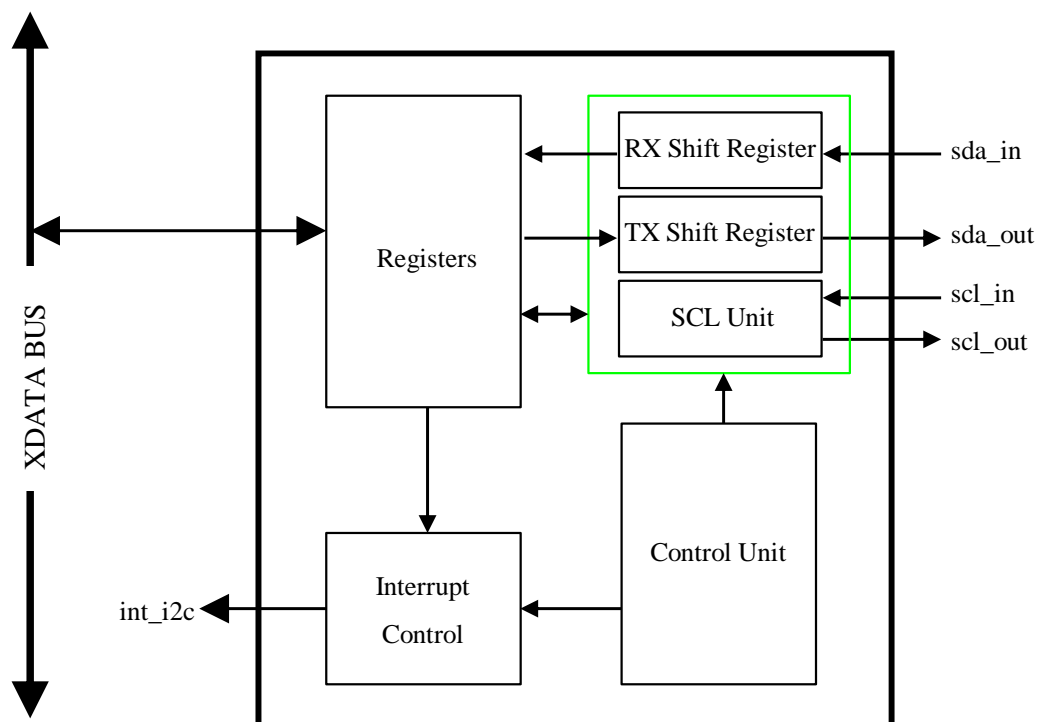 RX Shift Register
sda_in
TX Shift Register
sda_out
Registers
scl_in
SCL Unit
scl_out
XDATA BUS
Control Unit
Interrupt
Control
int_i2c